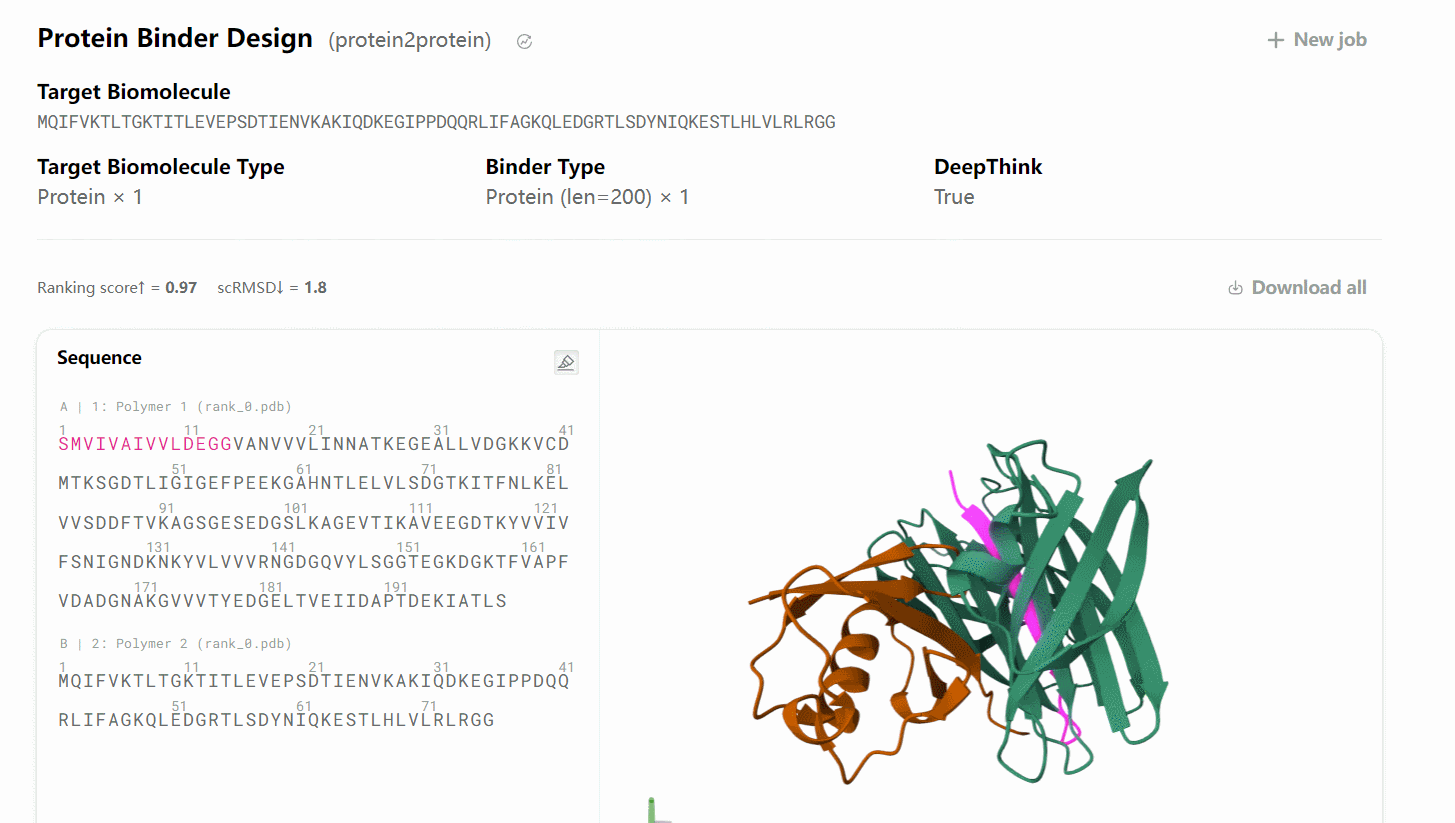 Protein Binder Design (protein2protein)
+ New job
Target Biomolecule
MQIFVKTLTGKTITLEVEPSDTIENVKAKIQDKEGIPPDQQRLIFAGKQLEDGRTLSDYNIQKESTLHLVLRLRGG
Target Biomolecule Type Binder Type DeepThink
Protein × 1 Protein (len=200) × 1 True
Ranking score↑ = 0.97 scRMSD↓ = 1.8
Download all
Sequence
A | 1: Polymer 1 (rank_0.pdb)
1 11 21 31 41
SMVIVAIVVLDEGGVANVVVLINNATKEGEALLVDGKKVCD
51 61 71 81
MTKSGDTLIGIGEFPEEKGAHNTLELVLSDGTKITFNLKEL
91 101 111 121
VVSDDFTVKAGSGESEDGSLKAGEVTIKAVEEGDTKYVVIV
131 141 151 161
FSNIGNDKNKYVLVVVRNGDGQVYLSGGTEGKDGKTFVAPF
171 181 191
VDADGNAKGVVVTYEDGELTVEIIDAPTDEKIATLS
B | 2: Polymer 2 (rank_0.pdb)
1 11 21 31 41
MQIFVKTLTGKTITLEVEPSDTIENVKAKIQDKEGIPPDQQ
51 61 71
RLIFAGKQLEDGRTLSDYNIQKESTLHLVLRLRGG